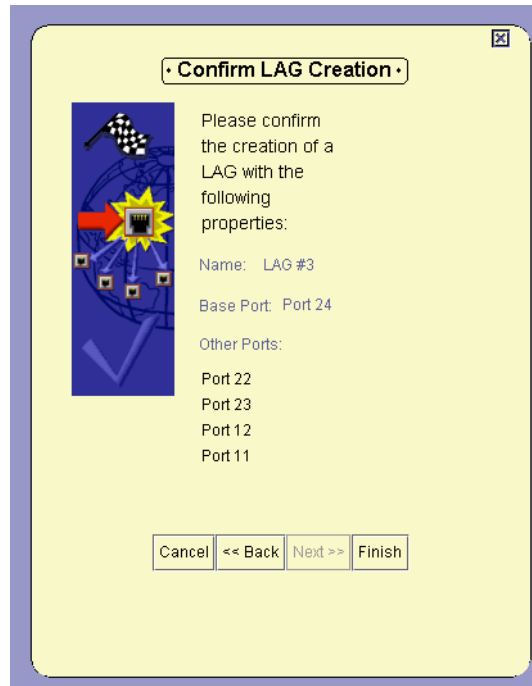 · Confirm LAG Creation ·
Please confirm
the creation of a
LAG with the
following
properties:
Name: LAG #3
Base Port: Port 24
Other Ports:
Port 22
Port 23
Port 12
Port 11
Cancel << Back Next >> Finish